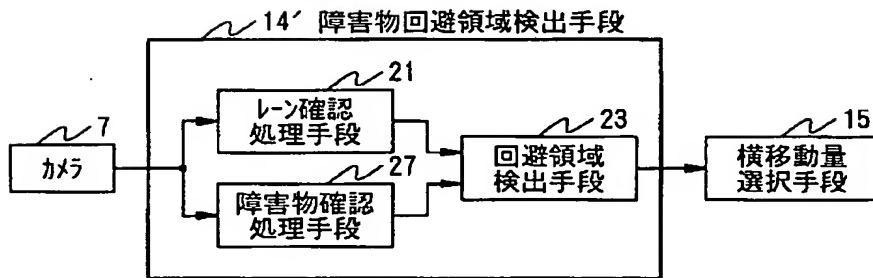 14′ 障害物回避領域検出手段
21
レーン確認
処理手段
7
カメラ
27
障害物確認
処理手段
23
回避領域
検出手段
15
横移動量
選択手段